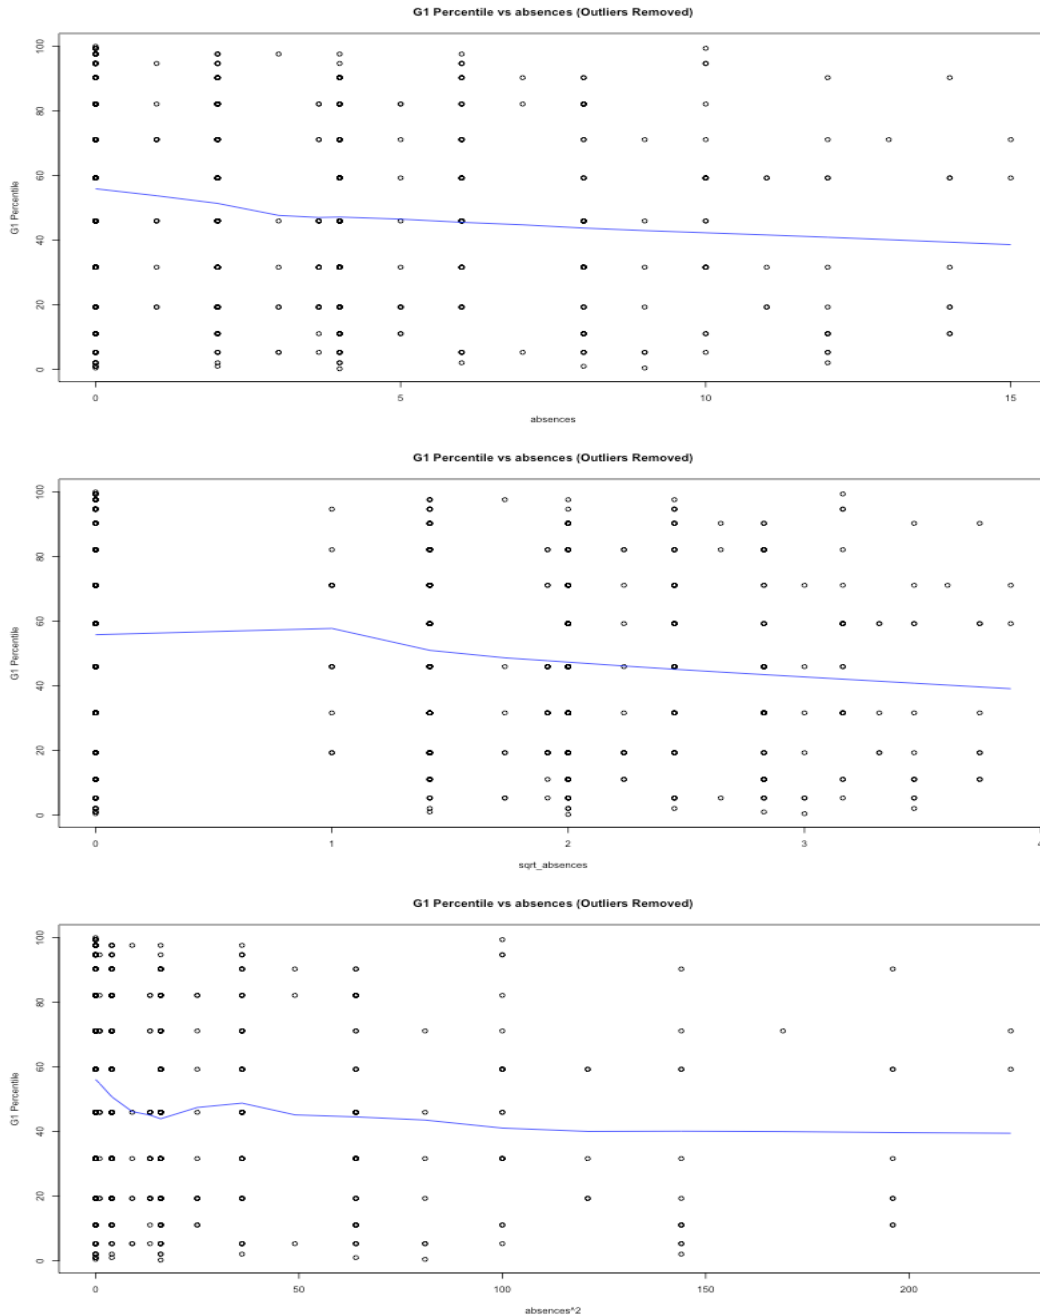 G1 Percentile vs absences (Outliers Removed)
G1 Percentile
100
80
60
40
20
0
0 5 10 15
absences
G1 Percentile vs absences (Outliers Removed)
G1 Percentile
100
80
60
40
20
0
0 1 2 3 4
sqrt_absences
G1 Percentile vs absences (Outliers Removed)
G1 Percentile
100
80
60
40
20
0
0 50 100 150 200
absences^2